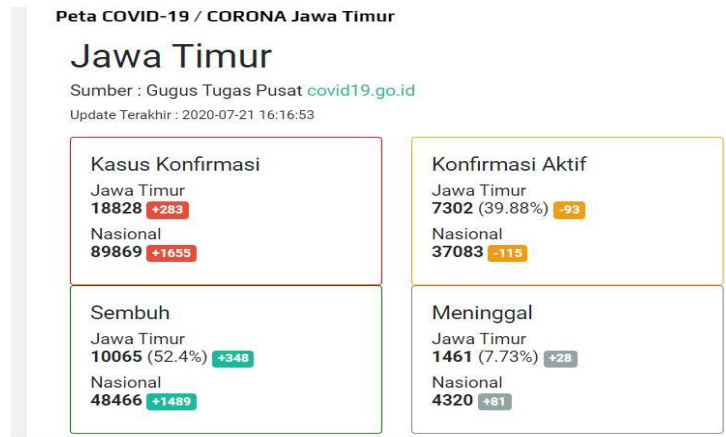 Peta COVID-19 / CORONA Jawa Timur
Jawa Timur
Sumber : Gugus Tugas Pusat covid19.go.id
Update Terakhir : 2020-07-21 16:16:53
Kasus Konfirmasi
Jawa Timur
18828 +283
Nasional
89869 +1655
Konfirmasi Aktif
Jawa Timur
7302 (39.88%) -93
Nasional
37083 -115
Sembuh
Jawa Timur
10065 (52.4%) +348
Nasional
48466 +1489
Meninggal
Jawa Timur
1461 (7.73%) +28
Nasional
4320 +81